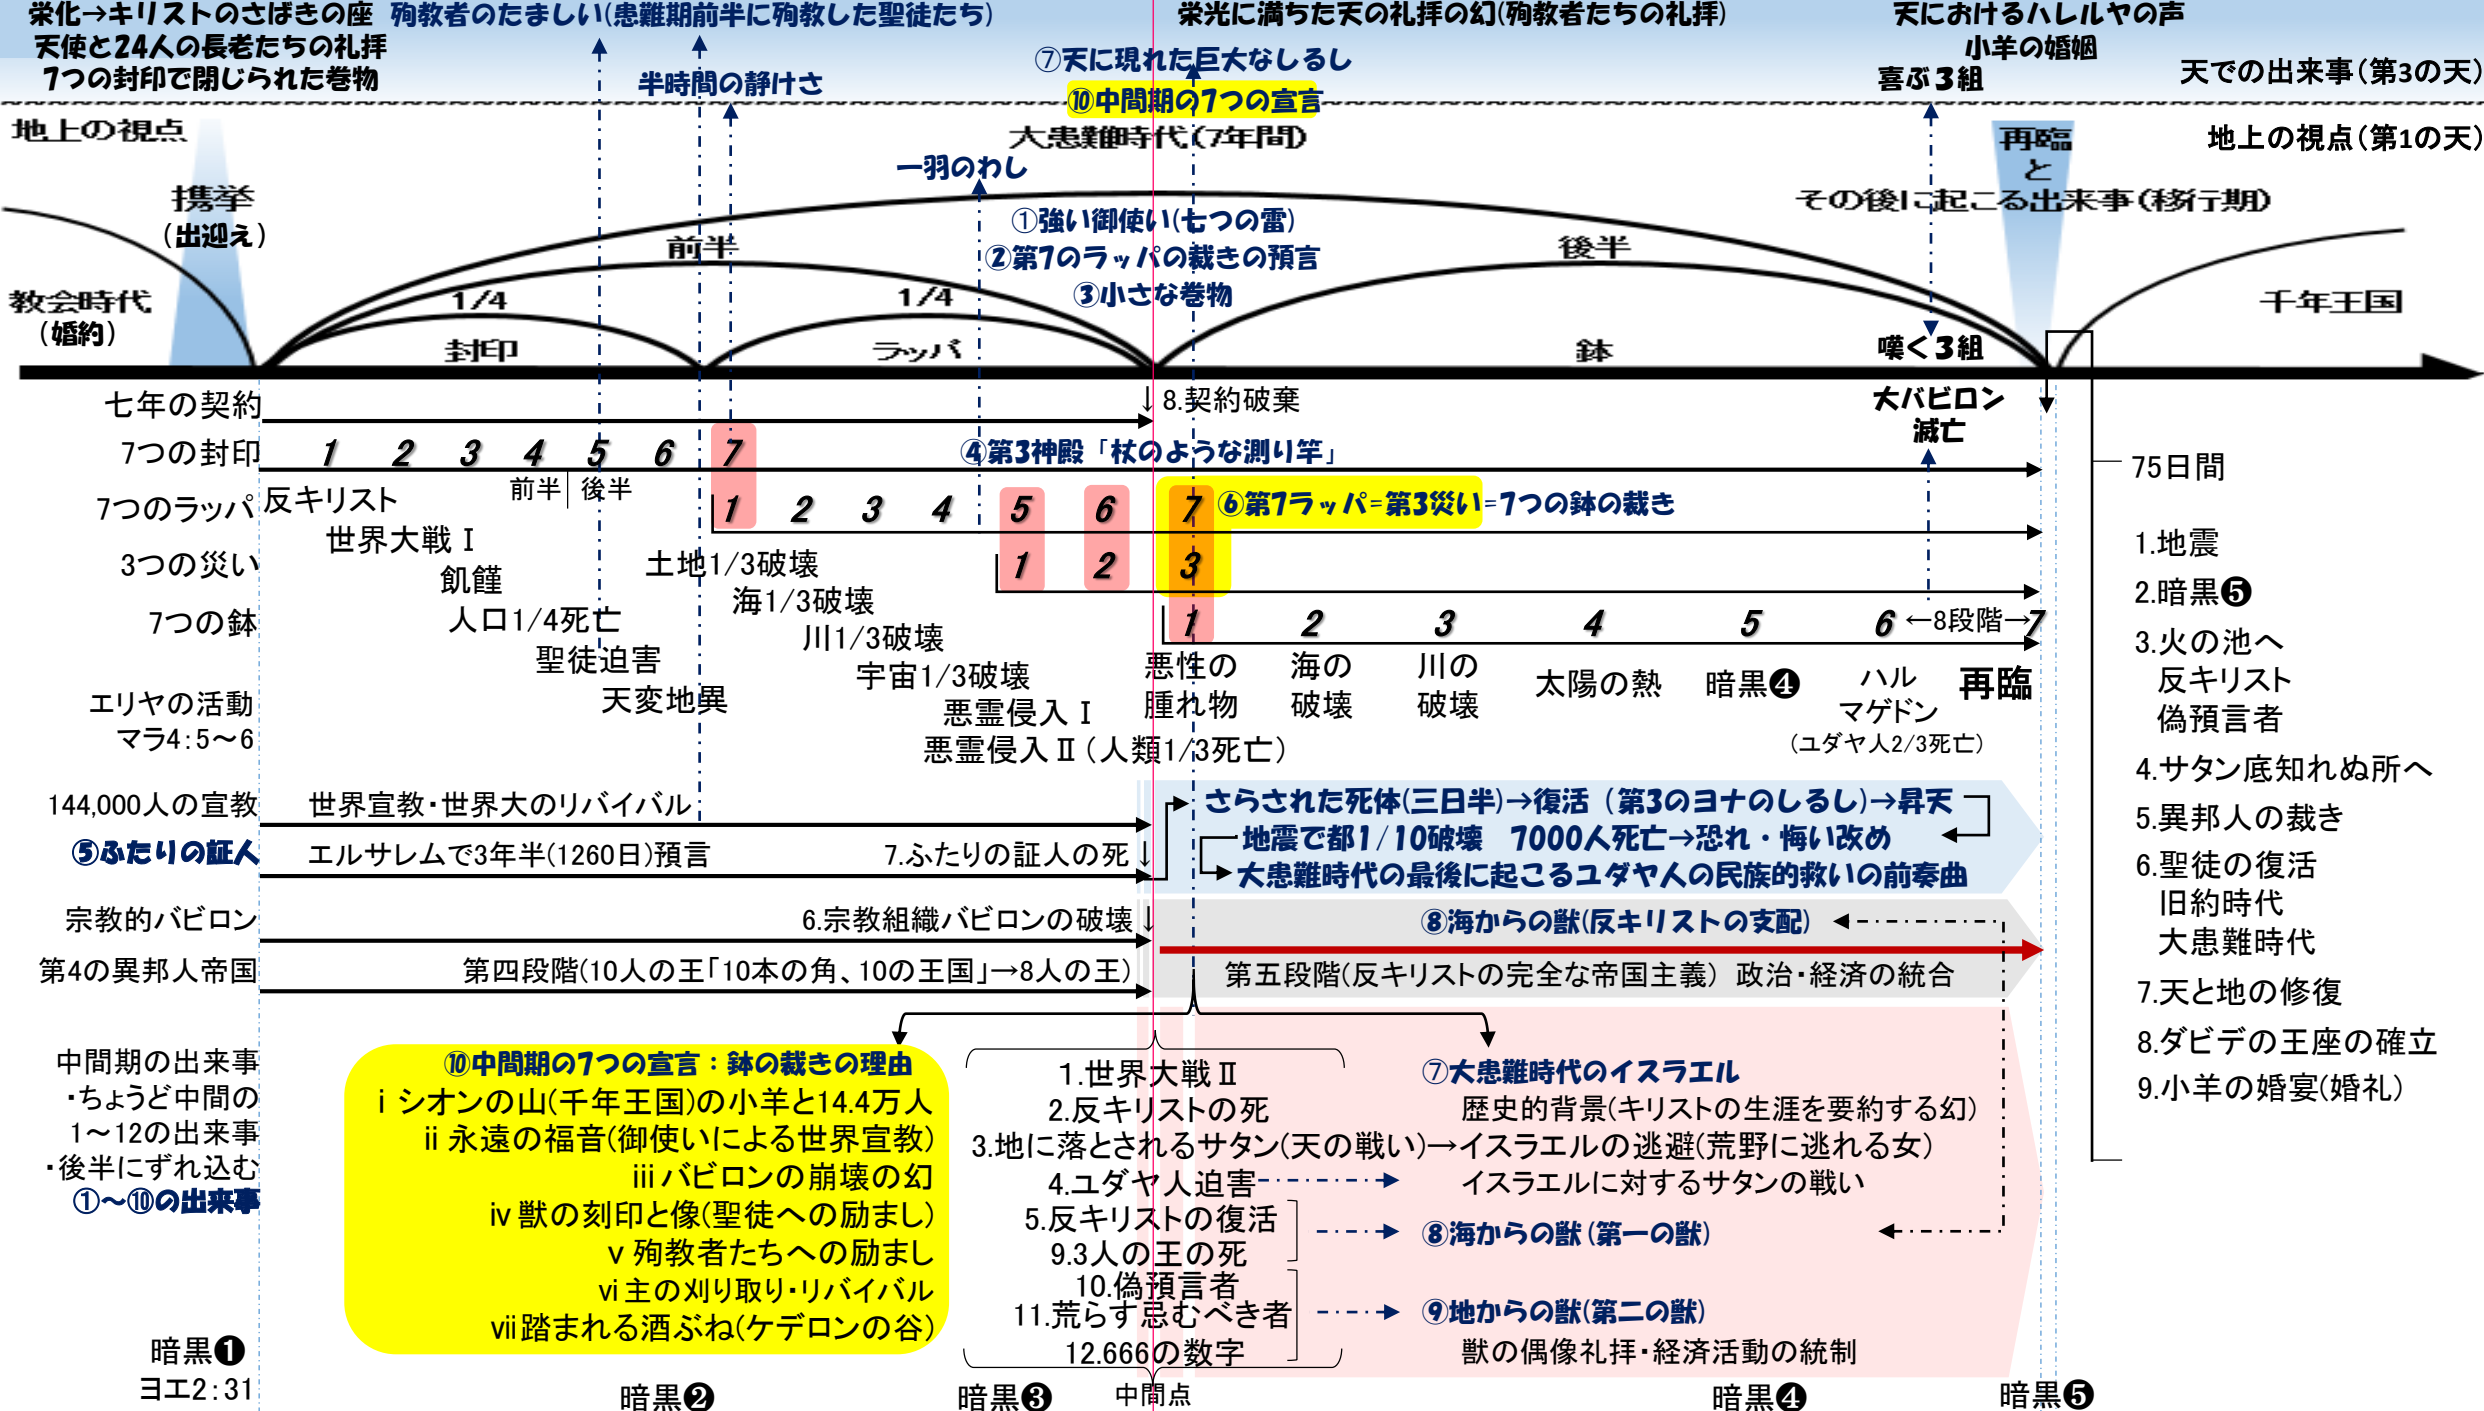 栄化→キリストのさばきの座
天使と24人の長老たちの礼拝
7つの封印で閉じられた巻物
殉教者のたましい(患難期前半に殉教した聖徒たち)
半時間の静けさ
栄光に満ちた天の礼拝の幻(殉教者たちの礼拝)
⑦天に現れた巨大なしるし
⑩中間期の7つの宣言
天におけるハレルヤの声
小羊の婚姻
喜ぶ3組
天での出来事(第3の天)
地上の視点
大患難時代(7年間)
地上の視点(第1の天)
携挙
(出迎え)
一羽のわし
再臨
と
その後に起こる出来事(移行期)
①強い御使い(七つの雷)
②第7のラッパの裁きの預言
③小さな巻物
前半
後半
教会時代
(婚約)
1/4
1/4
千年王国
封印
ラッパ
鉢
嘆く3組
七年の契約
↓8.契約破棄
大バビロン
滅亡
7つの封印
1 2 3 4 5 6 7
④第3神殿「杖のような測り竿」
75日間
前半 後半
7つのラッパ
1 2 3 4 5 6 7
⑥第7ラッパ=第3災い=7つの鉢の裁き
反キリスト
世界大戦Ⅰ
飢饉
人口1/4死亡
聖徒迫害
天変地異
3つの災い
1 2 3
土地1/3破壊
海1/3破壊
川1/3破壊
宇宙1/3破壊
悪霊侵入Ⅰ
悪霊侵入Ⅱ(人類1/3死亡)
7つの鉢
1 2 3 4 5 6 ←8段階→7
悪性の
腫れ物
海の
破壊
川の
破壊
太陽の熱
暗黒❹
ハル
マゲドン
(ユダヤ人2/3死亡)
再臨
エリヤの活動
マラ4:5～6
144,000人の宣教
世界宣教・世界大のリバイバル
さらされた死体(三日半)→復活(第3のヨナのしるし)→昇天
地震で都1/10破壊 7000人死亡→恐れ・悔い改め
大患難時代の最後に起こるユダヤ人の民族的救いの前奏曲
⑤ふたりの証人
エルサレムで3年半(1260日)預言
7.ふたりの証人の死↓
宗教的バビロン
6.宗教組織バビロンの破壊↓
⑧海からの獣(反キリストの支配)
第4の異邦人帝国
第四段階(10人の王「10本の角、10の王国」→8人の王)
第五段階(反キリストの完全な帝国主義) 政治・経済の統合
1.地震
2.暗黒❺
3.火の池へ
反キリスト
偽預言者
4.サタン底知れぬ所へ
5.異邦人の裁き
6.聖徒の復活
旧約時代
大患難時代
7.天と地の修復
8.ダビデの王座の確立
9.小羊の婚宴(婚礼)
中間期の出来事
・ちょうど中間の
1～12の出来事
・後半にずれ込む
①～⑩の出来事
⑩中間期の7つの宣言：鉢の裁きの理由
ⅰ シオンの山(千年王国)の小羊と14.4万人
ⅱ 永遠の福音(御使いによる世界宣教)
ⅲ バビロンの崩壊の幻
ⅳ 獣の刻印と像(聖徒への励まし)
ⅴ 殉教者たちへの励まし
ⅵ 主の刈り取り・リバイバル
ⅶ 踏まれる酒ぶね(ケデロンの谷)
1.世界大戦Ⅱ
2.反キリストの死
3.地に落とされるサタン(天の戦い)→イスラエルの逃避(荒野に逃れる女)
4.ユダヤ人迫害
5.反キリストの復活
9.3人の王の死
10.偽預言者
11.荒らす忌むべき者
12.666の数字
⑦大患難時代のイスラエル
歴史的背景(キリストの生涯を要約する幻)
イスラエルに対するサタンの戦い
⑧海からの獣(第一の獣)
⑨地からの獣(第二の獣)
獣の偶像礼拝・経済活動の統制
暗黒❶
ヨエ2:31
暗黒❷
暗黒❸
中間点
暗黒❹
暗黒❺